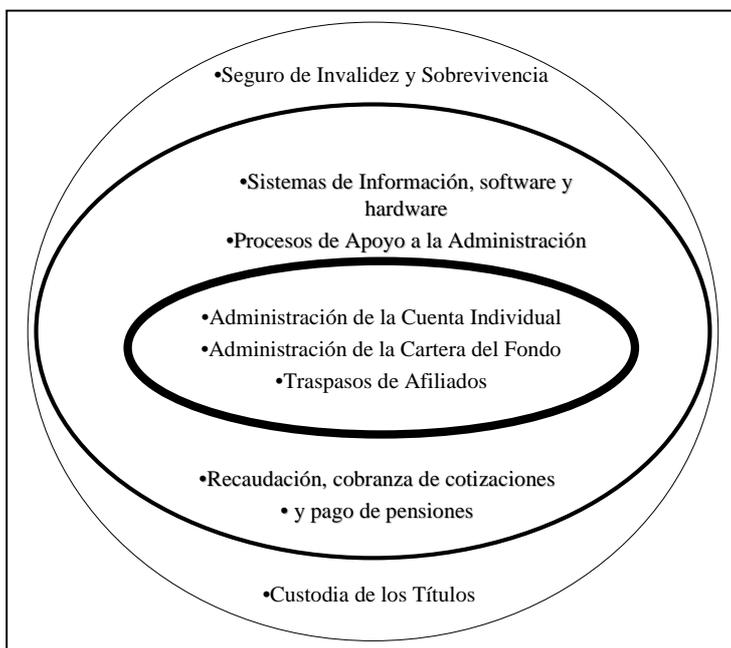 •Seguro de Invalidez y Sobrevivencia
•Sistemas de Información, software y
hardware
•Procesos de Apoyo a la Administración
•Administración de la Cuenta Individual
•Administración de la Cartera del Fondo
•Traspasos de Afiliados
•Recaudación, cobranza de cotizaciones
• y pago de pensiones
•Custodia de los Títulos